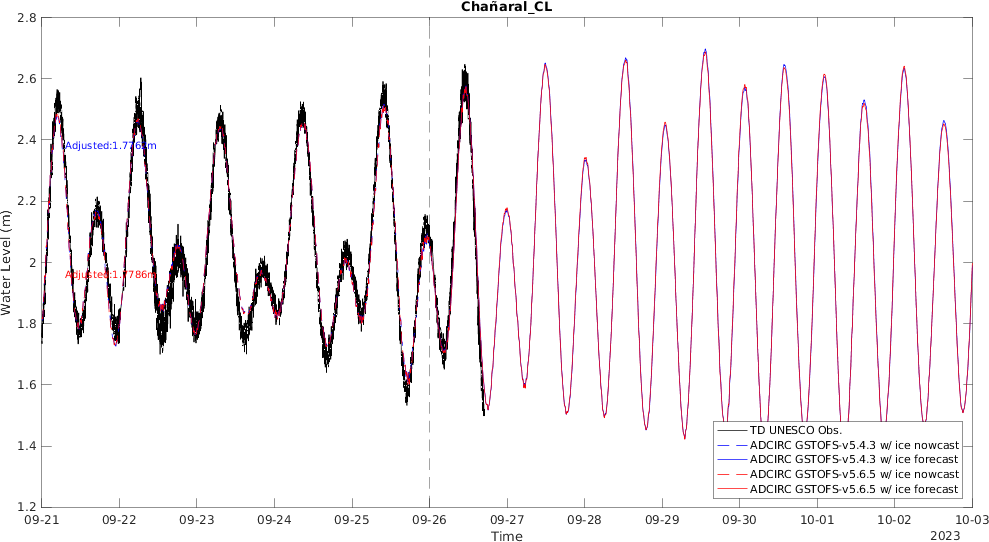 Chañaral_CL
2.8
2.6
2.4
2.2
2
1.8
1.6
1.4
1.2
Water Level (m)
Adjusted:1.7786m
TD UNESCO Obs.
ADCIRC GSTOFS-v5.4.3 w/ ice nowcast
ADCIRC GSTOFS-v5.4.3 w/ ice forecast
ADCIRC GSTOFS-v5.6.5 w/ ice nowcast
ADCIRC GSTOFS-v5.6.5 w/ ice forecast
09-21 09-22 09-23 09-24 09-25 09-26 09-27 09-28 09-29 09-30 10-01 10-02 10-03
Time
2023